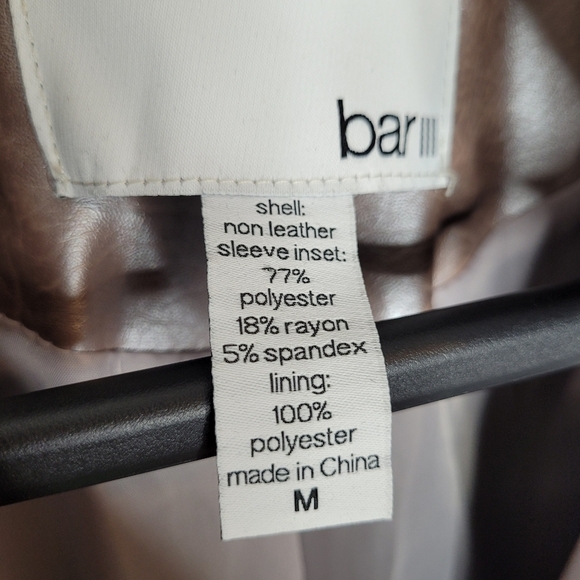 bar III
shell:
non leather
sleeve inset:
77%
polyester
18% rayon
5% spandex
lining:
100%
polyester
made in China
M